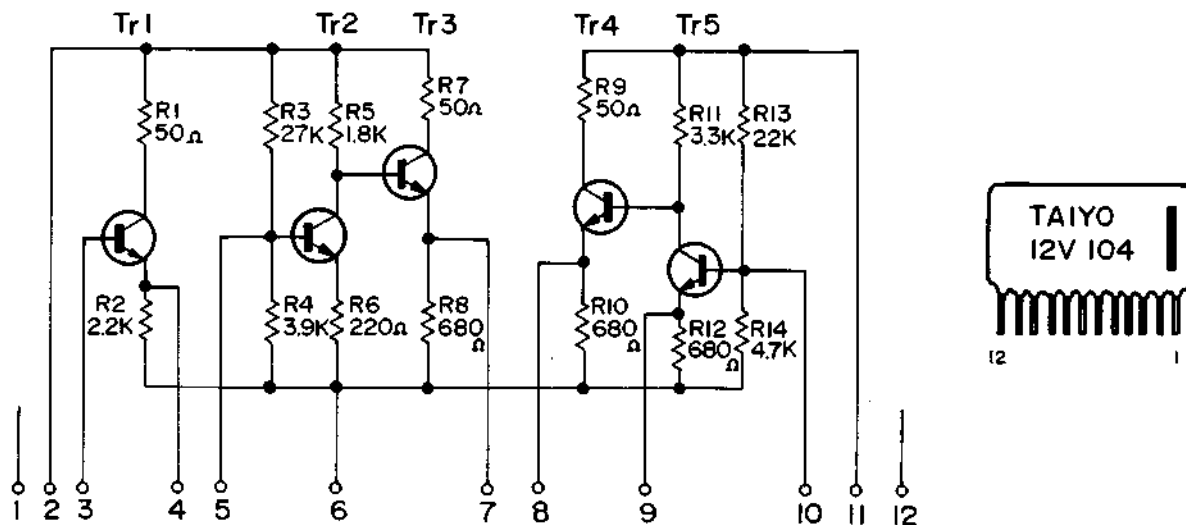 Tr1 Tr2 Tr3 Tr4 Tr5
R1
50Ω
R3
27K
R5
1.8K
R7
50Ω
R9
50Ω
R11
3.3K
R13
22K
R2
2.2K
R4
3.9K
R6
220Ω
R8
680
Ω
R10
680
Ω
R12
680
Ω
R14
4.7K
1 2 3 4 5 6 7 8 9 10 11 12
TAIYO
12V 104
12 1